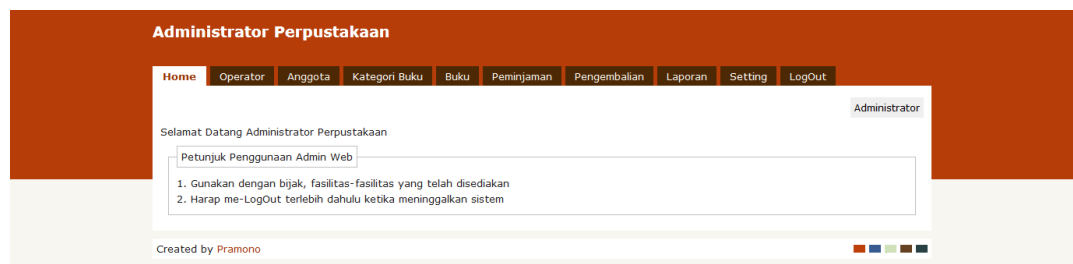 Administrator Perpustakaan
Home Operator Anggota Kategori Buku Buku Peminjaman Pengembalian Laporan Setting LogOut
Administrator
Selamat Datang Administrator Perpustakaan
Petunjuk Penggunaan Admin Web
1. Gunakan dengan bijak, fasilitas-fasilitas yang telah disediakan
2. Harap me-LogOut terlebih dahulu ketika meninggalkan sistem
Created by Pramono